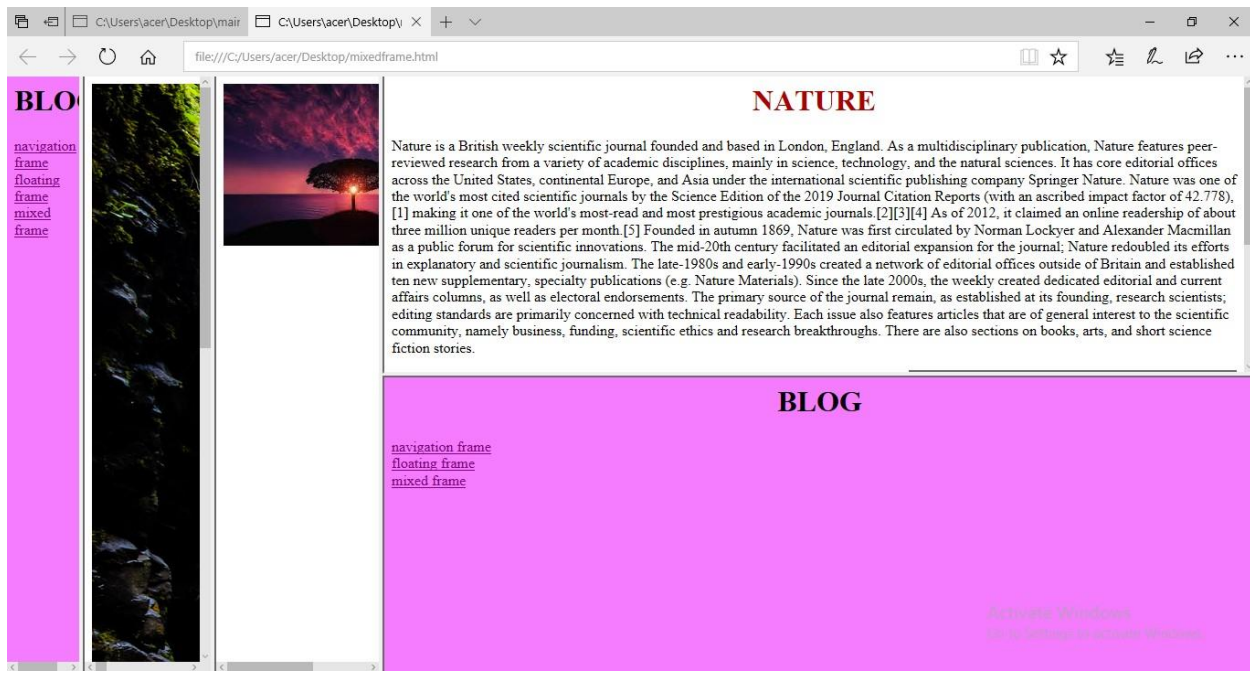 C:\Users\acer\Desktop\main
C:\Users\acer\Desktop\
file:///C:/Users/acer/Desktop/mixedframe.html
BLO
navigation
frame
floating
frame
mixed
frame
NATURE
Nature is a British weekly scientific journal founded and based in London, England. As a multidisciplinary publication, Nature features peer-
reviewed research from a variety of academic disciplines, mainly in science, technology, and the natural sciences. It has core editorial offices
across the United States, continental Europe, and Asia under the international scientific publishing company Springer Nature. Nature was one of
the world's most cited scientific journals by the Science Edition of the 2019 Journal Citation Reports (with an ascribed impact factor of 42.778),
[1] making it one of the world's most-read and most prestigious academic journals.[2][3][4] As of 2012, it claimed an online readership of about
three million unique readers per month.[5] Founded in autumn 1869, Nature was first circulated by Norman Lockyer and Alexander Macmillan
as a public forum for scientific innovations. The mid-20th century facilitated an editorial expansion for the journal; Nature redoubled its efforts
in explanatory and scientific journalism. The late-1980s and early-1990s created a network of editorial offices outside of Britain and established
ten new supplementary, specialty publications (e.g. Nature Materials). Since the late 2000s, the weekly created dedicated editorial and current
affairs columns, as well as electoral endorsements. The primary source of the journal remain, as established at its founding, research scientists;
editing standards are primarily concerned with technical readability. Each issue also features articles that are of general interest to the scientific
community, namely business, funding, scientific ethics and research breakthroughs. There are also sections on books, arts, and short science
fiction stories.
BLOG
navigation frame
floating frame
mixed frame
Activate Windows
Go to Settings to activate Windows.